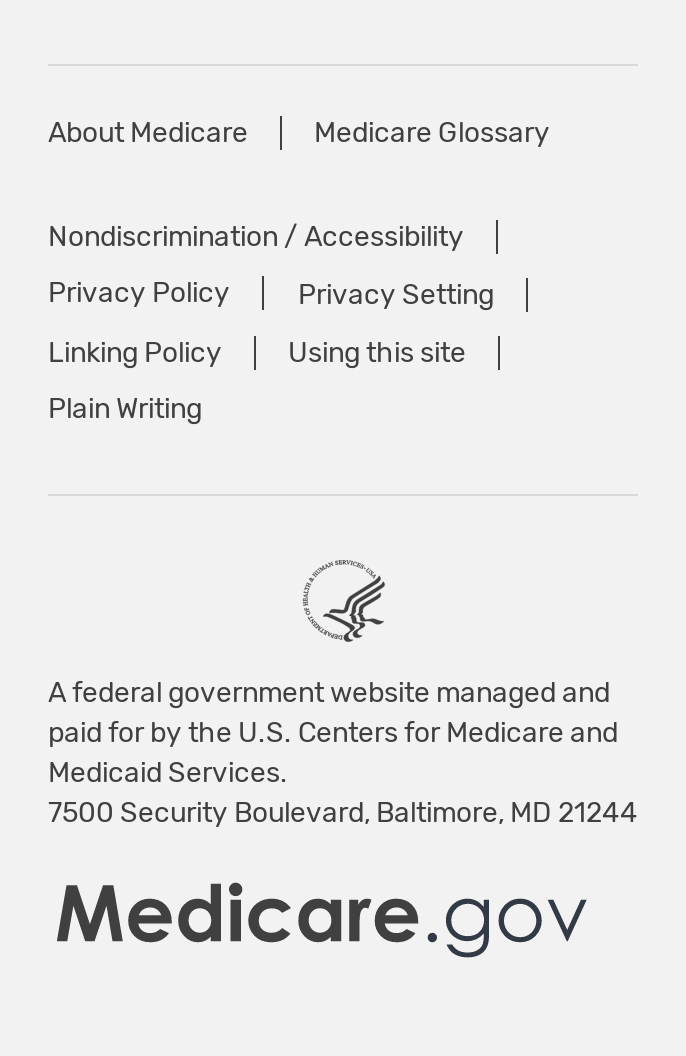 About Medicare | Medicare Glossary
Nondiscrimination / Accessibility |
Privacy Policy | Privacy Setting |
Linking Policy | Using this site |
Plain Writing
DEPARTMENT OF HEALTH & HUMAN SERVICES • USA
A federal government website managed and
paid for by the U.S. Centers for Medicare and
Medicaid Services.
7500 Security Boulevard, Baltimore, MD 21244
Medicare.gov